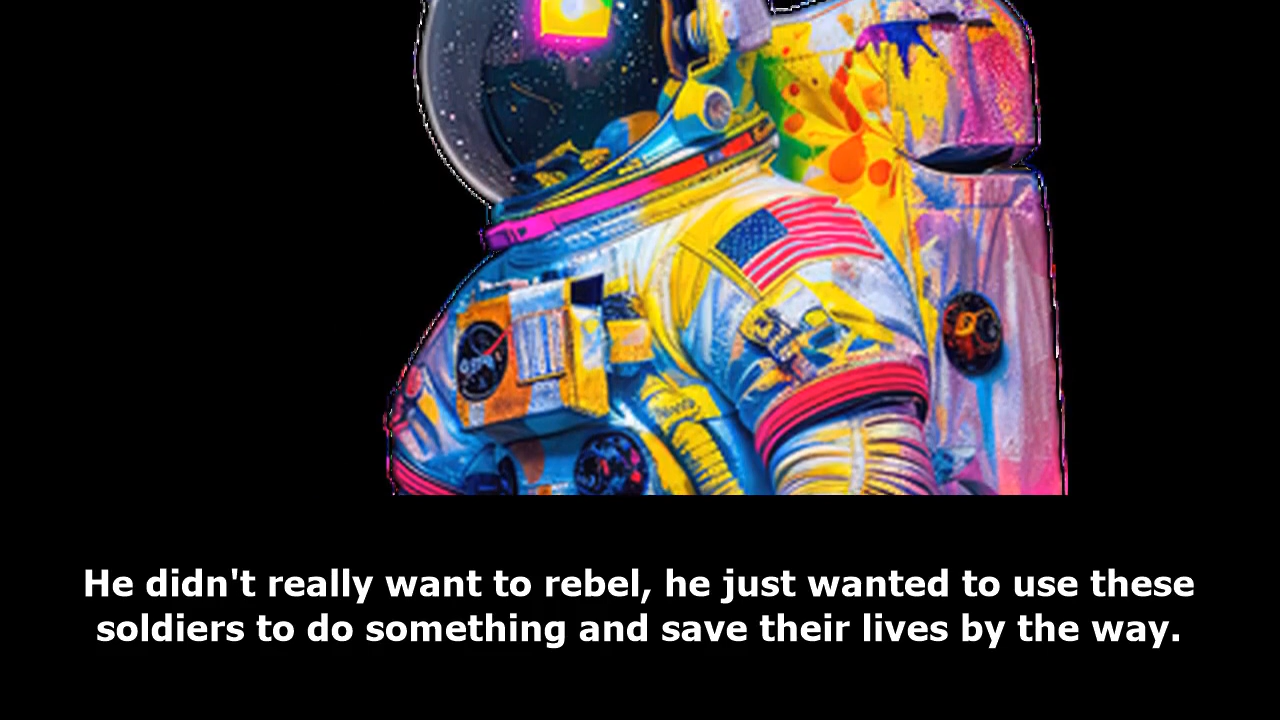 He didn't really want to rebel, he just wanted to use these
soldiers to do something and save their lives by the way.